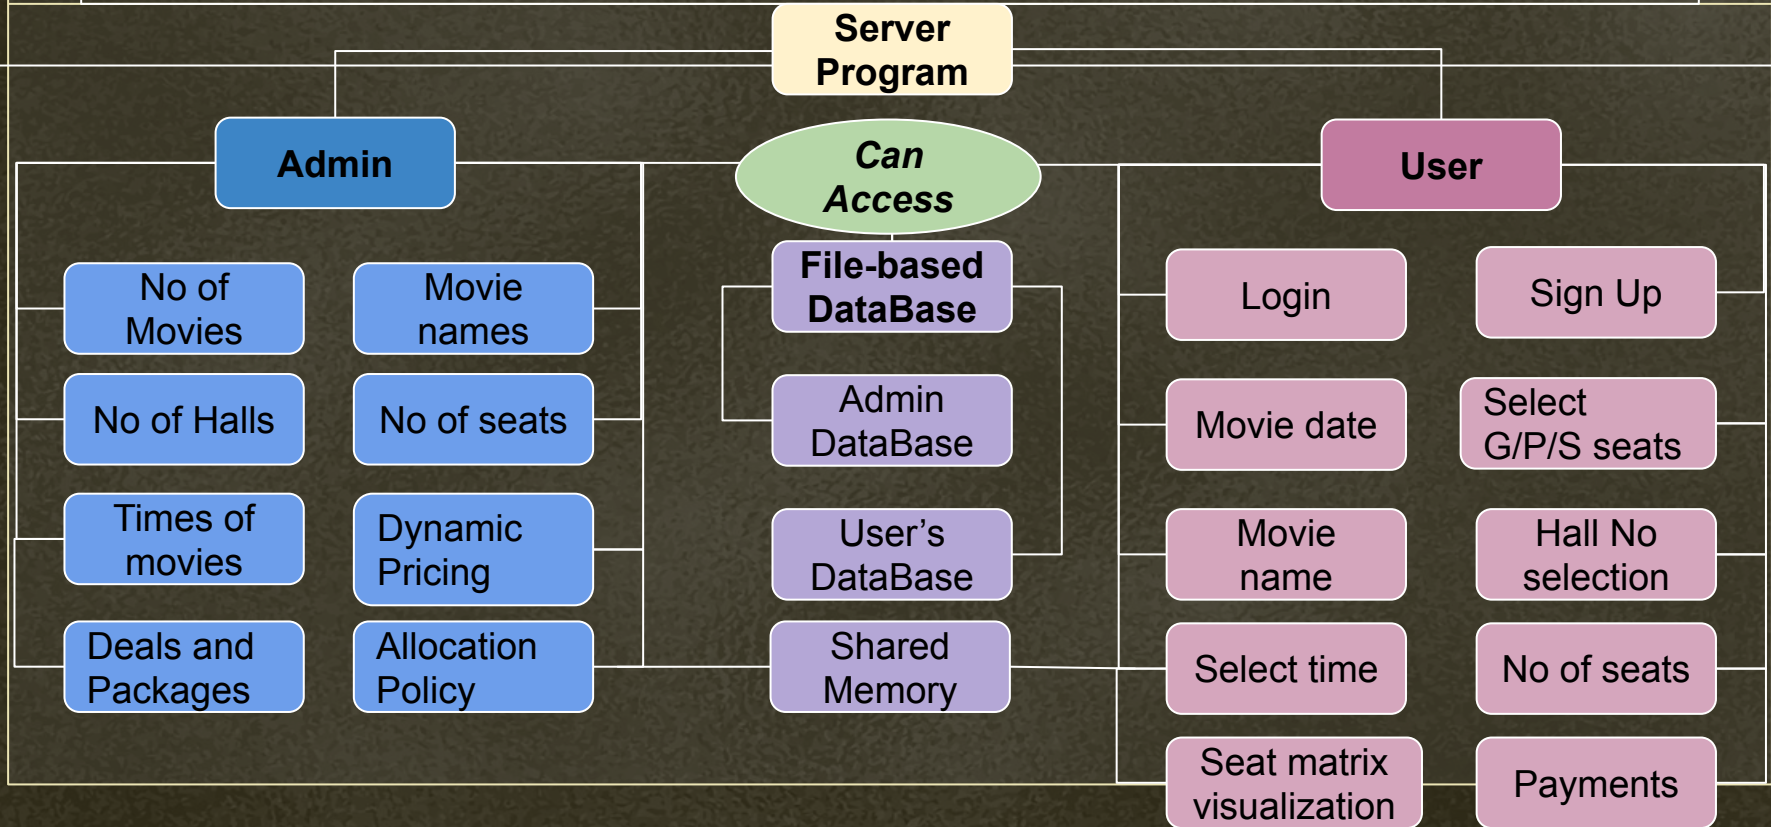 Server
Program
Admin
Can
Access
User
No of
Movies
Movie
names
No of Halls
No of seats
Times of
movies
Dynamic
Pricing
Deals and
Packages
Allocation
Policy
File-based
DataBase
Admin
DataBase
User’s
DataBase
Shared
Memory
Login
Sign Up
Movie date
Select
G/P/S seats
Movie
name
Hall No
selection
Select time
No of seats
Seat matrix
visualization
Payments